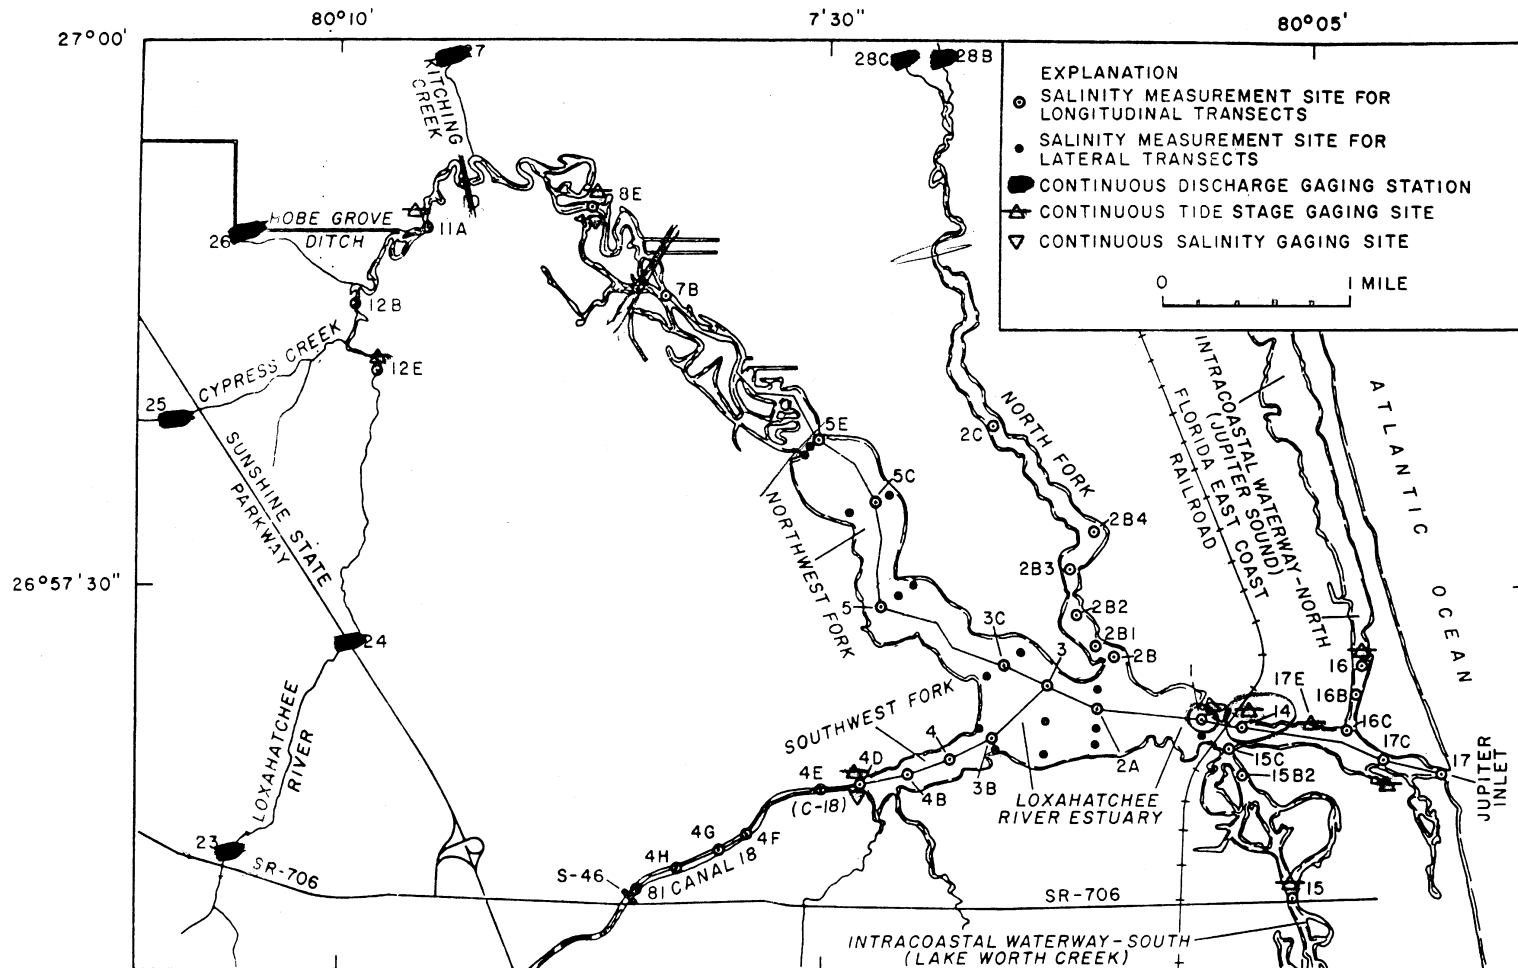 80°10'
7'30"
80°05'
27°00'
27
28C
28B
KITCHING
CREEK
EXPLANATION
SALINITY MEASUREMENT SITE FOR
LONGITUDINAL TRANSECTS
SALINITY MEASUREMENT SITE FOR
LATERAL TRANSECTS
CONTINUOUS DISCHARGE GAGING STATION
CONTINUOUS TIDE STAGE GAGING SITE
CONTINUOUS SALINITY GAGING SITE
0 1 MILE
8E
HOBE GROVE
DITCH
26
11A
7B
12B
CYPRESS CREEK
12E
25
SUNSHINE STATE
PARKWAY
5E
5C
NORTHWEST FORK
NORTH FORK
2C
2B4
2B3
2B2
2B1
2B
INTRACOASTAL WATERWAY-NORTH
(JUPITER SOUND)
FLORIDA EAST COAST
RAILROAD
ATLANTIC
OCEAN
26°57'30"
5
3C
3
24
1
17E
14
16
16B
16C
17C
17
JUPITER
INLET
LOXAHATCHEE
RIVER
SOUTHWEST FORK
4
4D
4E
(C-18)
4B
3B
2A
15C
15B2
LOXAHATCHEE
RIVER ESTUARY
23
SR-706
4G
4F
4H
S-46
81 CANAL 18
SR-706
15
INTRACOASTAL WATERWAY-SOUTH
(LAKE WORTH CREEK)